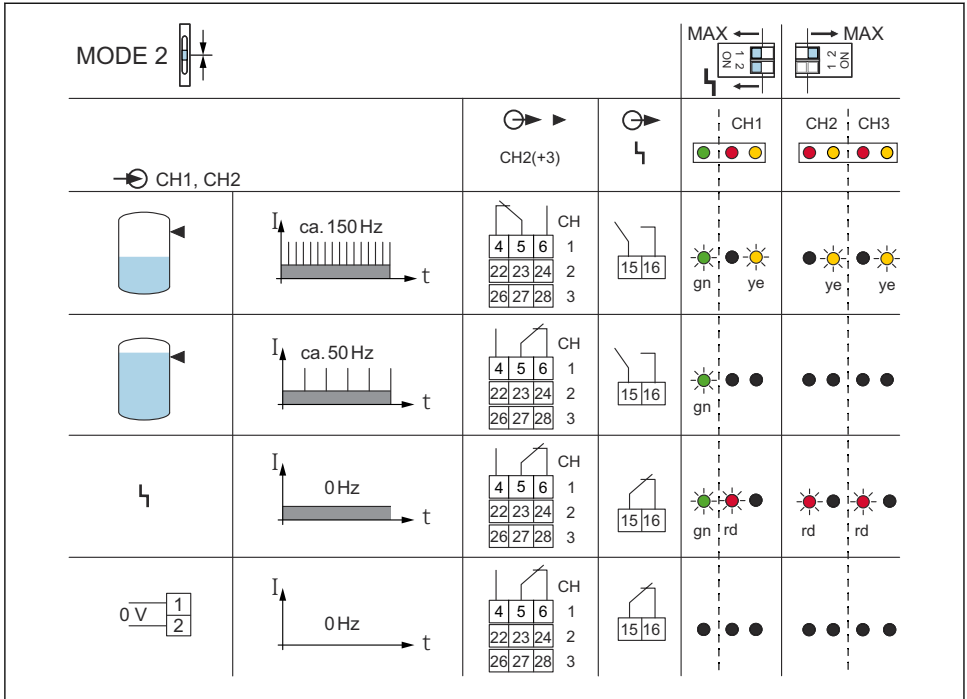 MAX MAX
MODE 2
1 2 ON 1 2 ON
CH1 CH2 CH3
CH2(+3)
CH1, CH2
I ca. 150 Hz t
CH
4 5 6 1
22 23 24 2
26 27 28 3
15 16
gn ye ye ye
I ca. 50 Hz t
CH
4 5 6 1
22 23 24 2
26 27 28 3
15 16
gn
I 0 Hz t
CH
4 5 6 1
22 23 24 2
26 27 28 3
15 16
gn rd rd rd
0 V 1
2
I 0 Hz t
CH
4 5 6 1
22 23 24 2
26 27 28 3
15 16